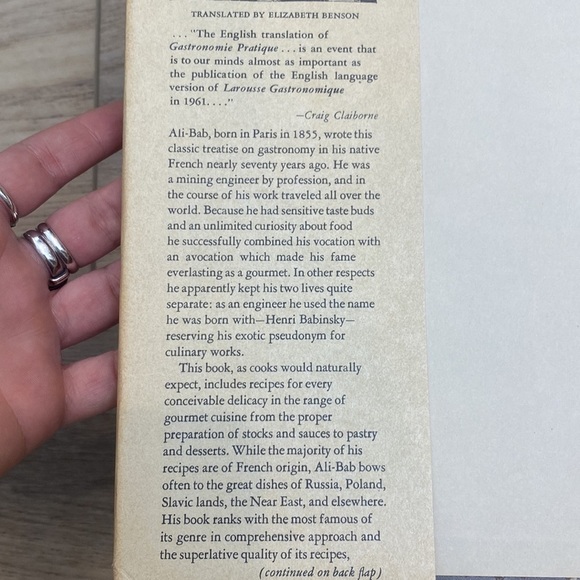 TRANSLATED BY ELIZABETH BENSON
. . . "The English translation of
Gastronomie Pratique . . . is an event that
is to our minds almost as important as
the publication of the English language
version of Larousse Gastronomique
in 1961. . . ."
—Craig Claiborne
Ali-Bab, born in Paris in 1855, wrote this
classic treatise on gastronomy in his native
French nearly seventy years ago. He was
a mining engineer by profession, and in
the course of his work traveled all over the
world. Because he had sensitive taste buds
and an unlimited curiosity about food
he successfully combined his vocation with
an avocation which made his fame
everlasting as a gourmet. In other respects
he apparently kept his two lives quite
separate: as an engineer he used the name
he was born with—Henri Babinsky—
reserving his exotic pseudonym for
culinary works.
This book, as cooks would naturally
expect, includes recipes for every
conceivable delicacy in the range of
gourmet cuisine from the proper
preparation of stocks and sauces to pastry
and desserts. While the majority of his
recipes are of French origin, Ali-Bab bows
often to the great dishes of Russia, Poland,
Slavic lands, the Near East, and elsewhere.
His book ranks with the most famous of
its genre in comprehensive approach and
the superlative quality of its recipes,
(continued on back flap)